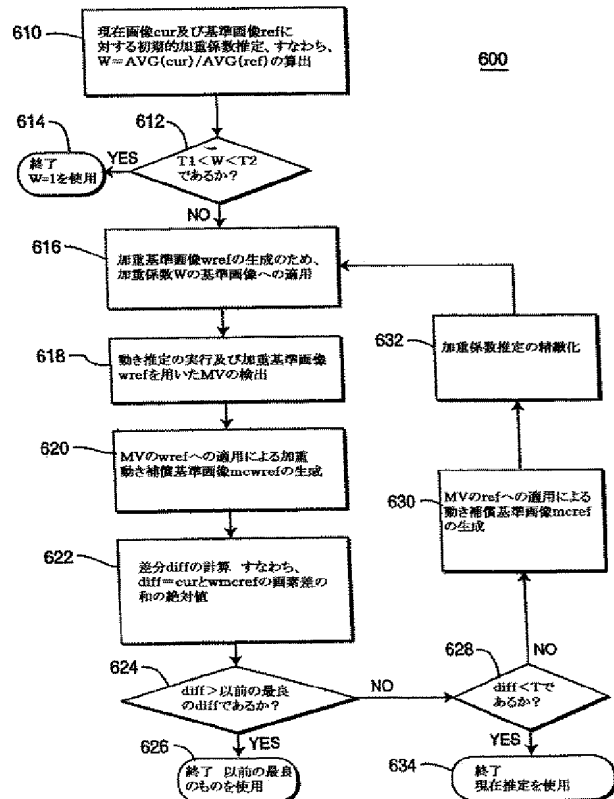 600
610
現在画像cur及び基準画像refに
対する初期的加重係数推定、すなわち、
W＝AVG(cur)/AVG(ref)の算出
612
T1＜W＜T2
であるか？
YES
614
終了
W=1を使用
NO
616
加重基準画像wrefの生成のため、
加重係数Wの基準画像への適用
618
動き推定の実行及び加重基準画像
wrefを用いたMVの検出
620
MVのwrefへの適用による加重
動き補償基準画像mcwrefの生成
622
差分diffの計算 すなわち、
diff＝curとwmcrefの画素差の
和の絶対値
624
diff＞以前の最良
のdiffであるか？
YES
626
終了 以前の最良
のものを使用
NO
628
diff＜Tで
あるか？
YES
634
終了
現在推定を使用
NO
630
MVのrefへの適用による
動き補償基準画像mcref
の生成
632
加重係数推定の精緻化